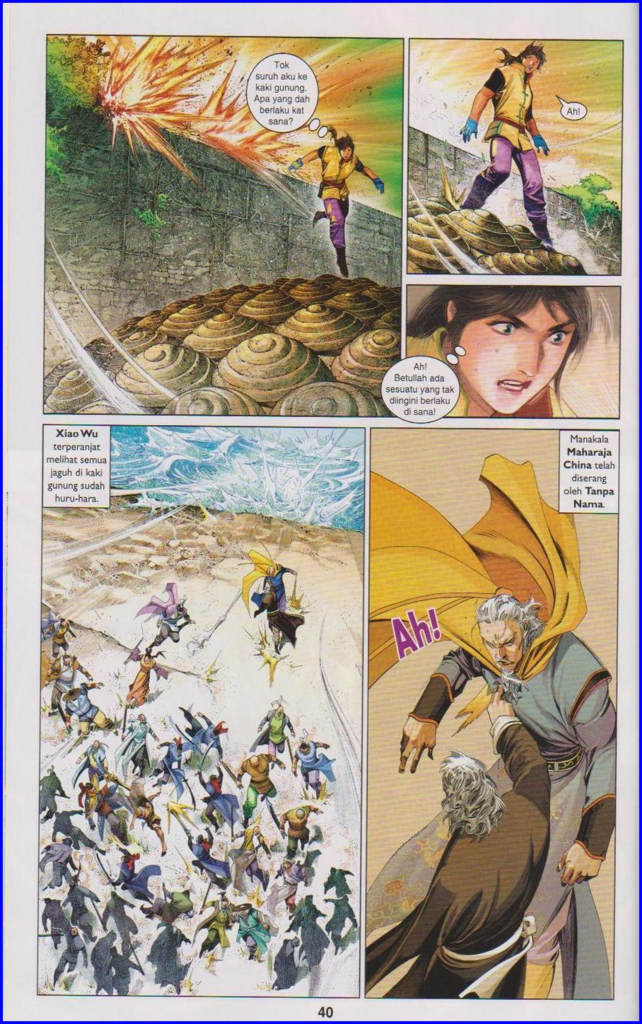 Tok
suruh aku ke
kaki gunung.
Apa yang dah
berlaku kat
sana?
Ah!
Ah!
Betullah ada
sesuatu yang tak
diingini berlaku
di sana!
Xiao Wu
terperanjat
melihat semua
jaguh di kaki
gunung sudah
huru-hara.
Manakala
Maharaja
China telah
diserang
oleh Tanpa
Nama.
Ah!
40